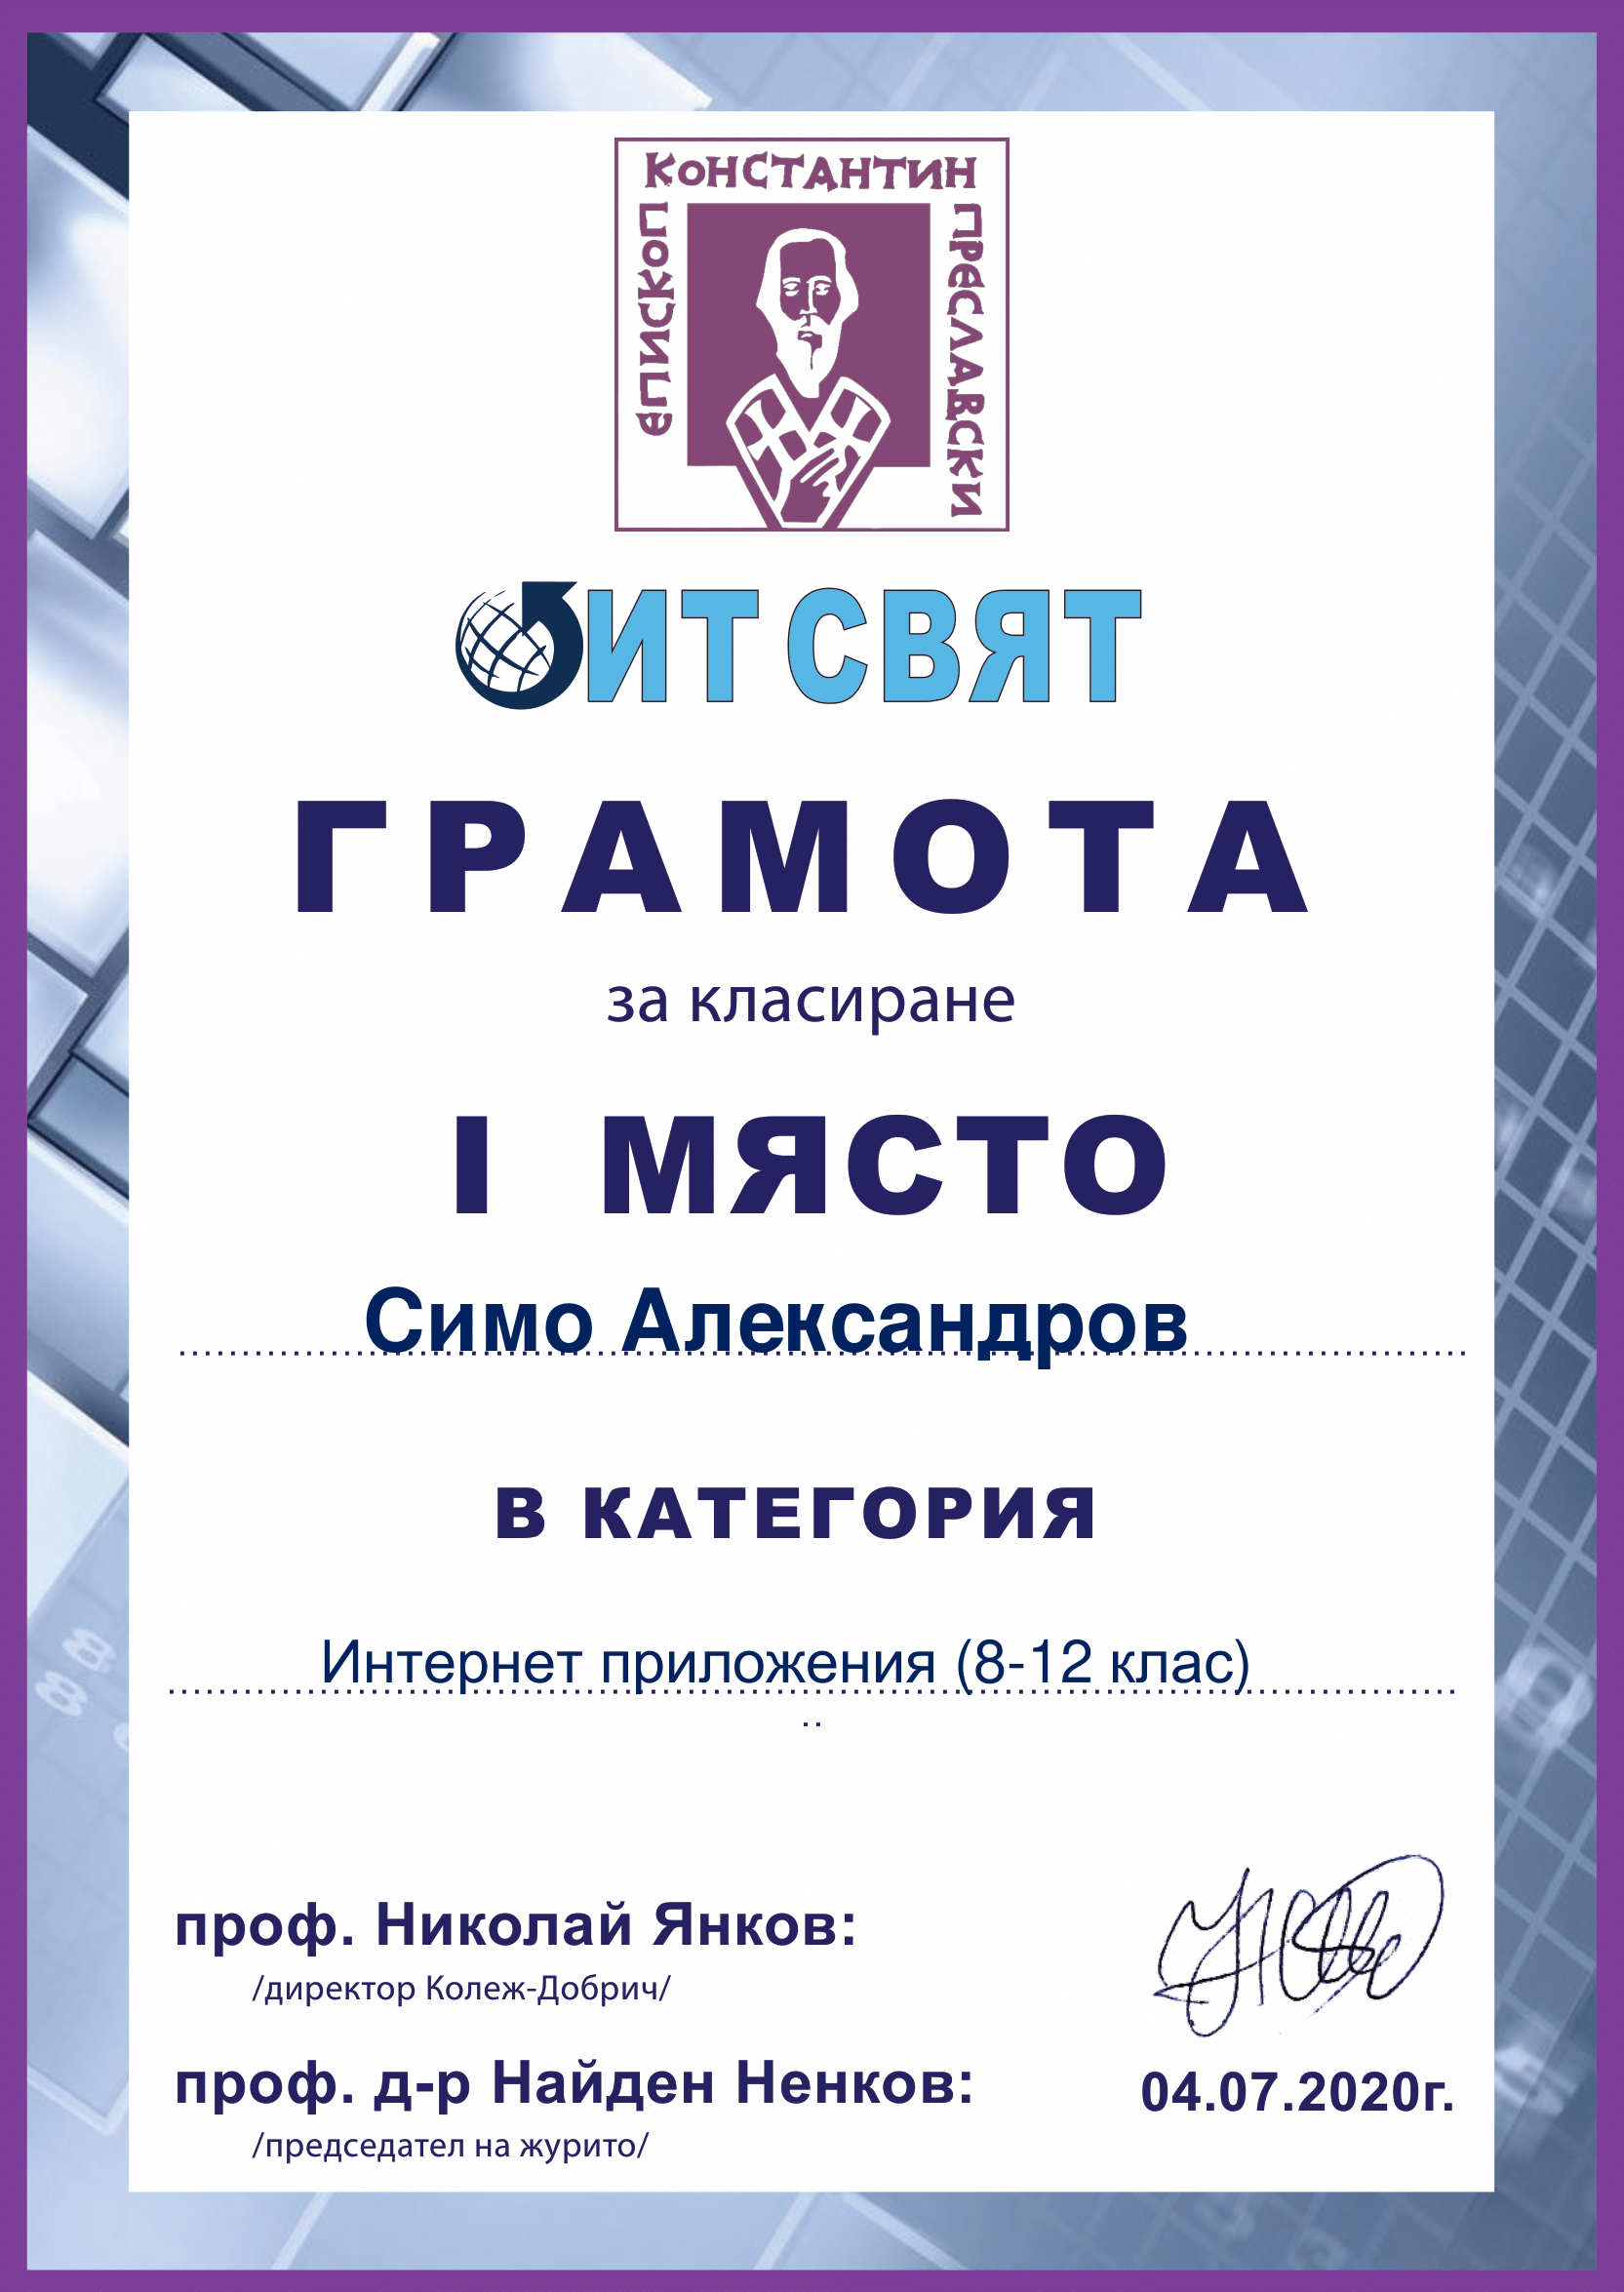 КОНСТАНТИН
ЕПИСКОП
ПРЕСЛАВСКИ
ИТ СВЯТ
ГРАМОТА
за класиране
I МЯСТО
Симо Александров
В КАТЕГОРИЯ
Интернет приложения (8-12 клас)
проф. Николай Янков:
/директор Колеж-Добрич/
проф. д-р Найден Ненков:
04.07.2020г.
/председател на журито/